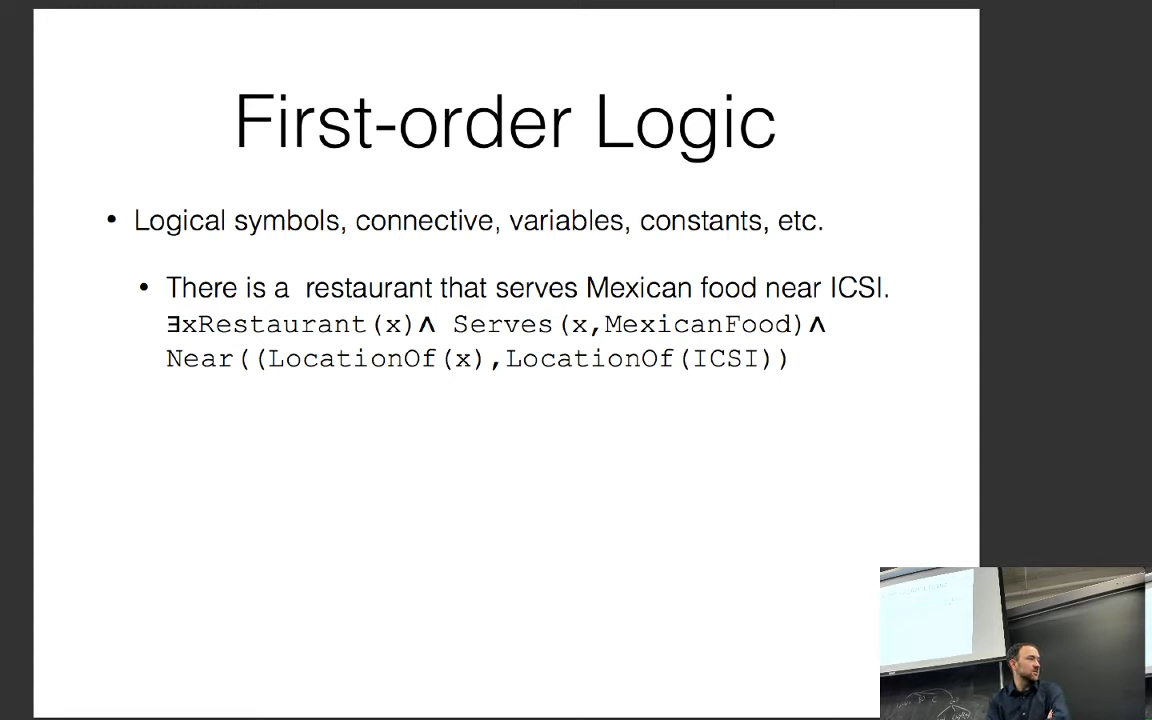 First-order Logic
• Logical symbols, connective, variables, constants, etc.
• There is a restaurant that serves Mexican food near ICSI.
∃xRestaurant(x)∧ Serves(x,MexicanFood)∧
Near((LocationOf(x),LocationOf(ICSI))